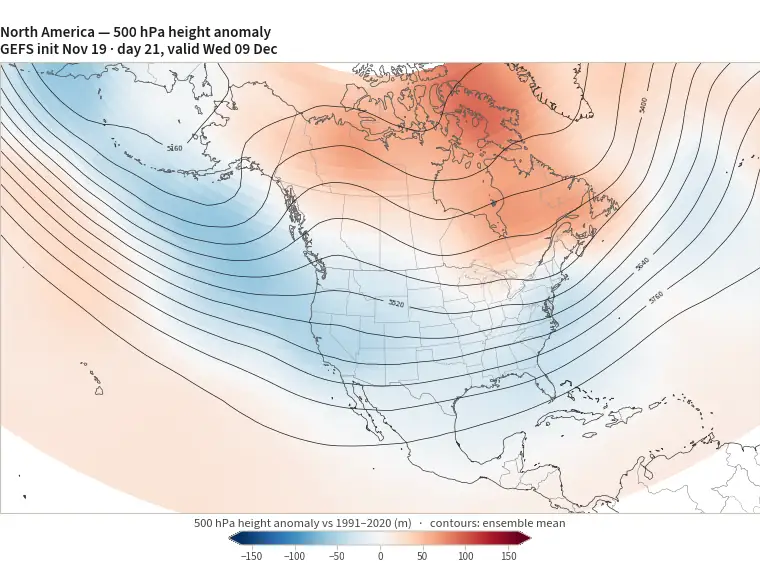 North America — 500 hPa height anomaly
GEFS init Nov 19 · day 21, valid Wed 09 Dec
5400
5160
5640
5760
5520
500 hPa height anomaly vs 1991–2020 (m)  ·  contours: ensemble mean
−150 −100 −50 0 50 100 150